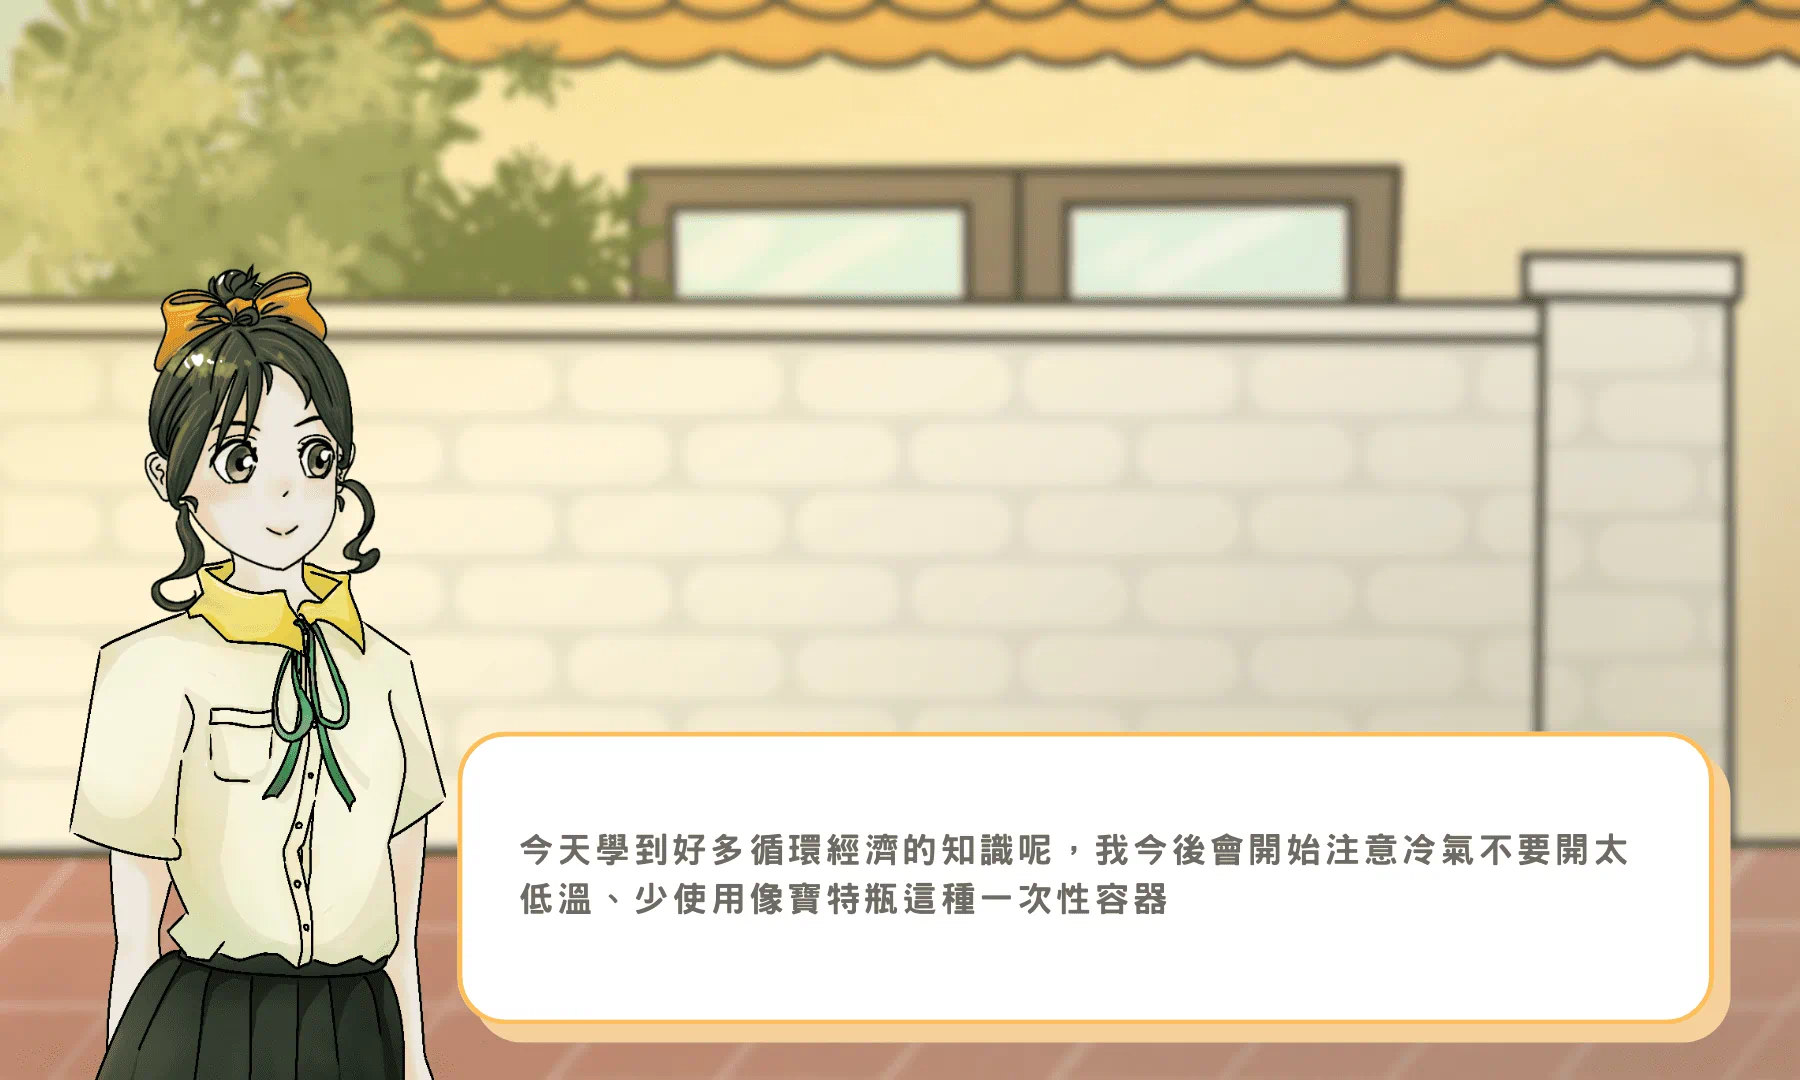 今天學到好多循環經濟的知識呢，我今後會開始注意冷氣不要開太
低溫、少使用像寶特瓶這種一次性容器